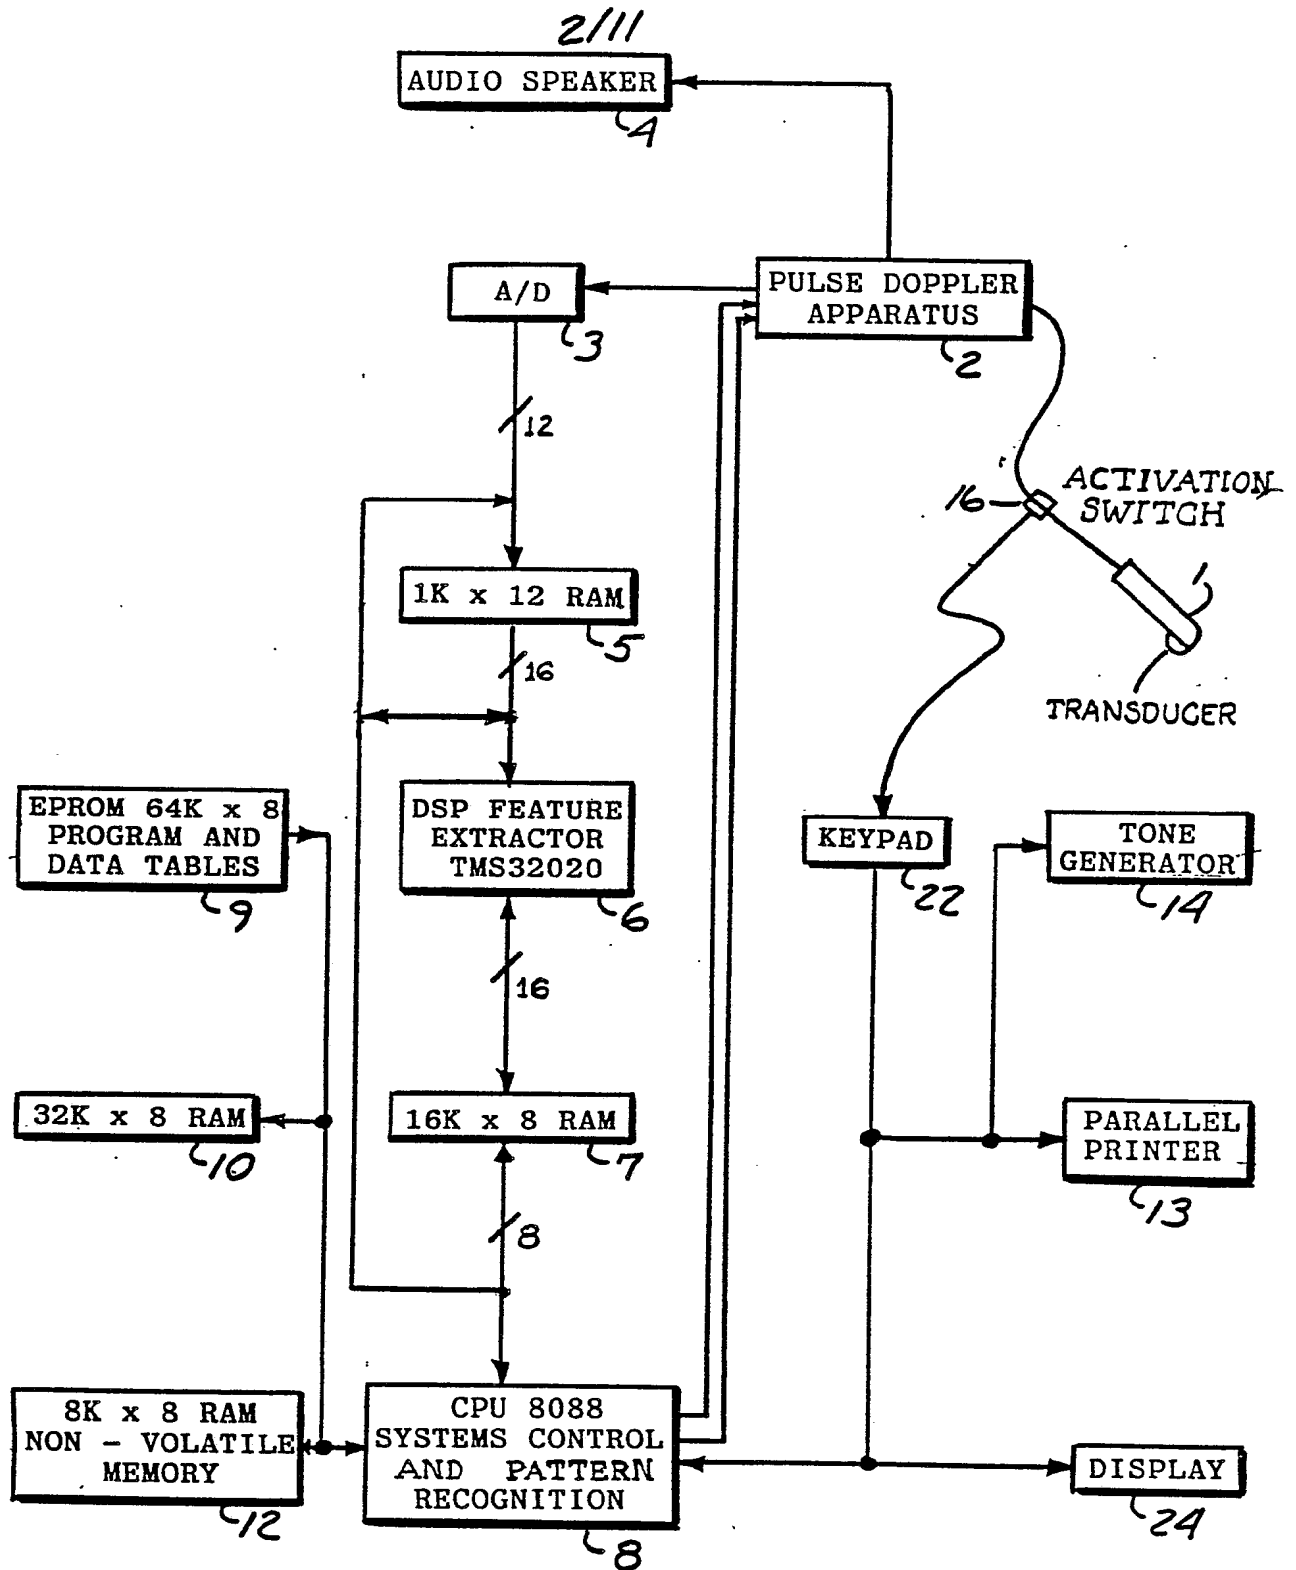 2/11
AUDIO SPEAKER
4
A/D
3
PULSE DOPPLER
APPARATUS
2
12
16
ACTIVATION
SWITCH
1K x 12 RAM
5
1
16
TRANSDUCER
EPROM 64K x 8
PROGRAM AND
DATA TABLES
9
DSP FEATURE
EXTRACTOR
TMS32020
6
KEYPAD
22
TONE
GENERATOR
14
16
32K x 8 RAM
10
16K x 8 RAM
7
PARALLEL
PRINTER
13
8
8K x 8 RAM
NON - VOLATILE
MEMORY
12
CPU 8088
SYSTEMS CONTROL
AND PATTERN
RECOGNITION
8
DISPLAY
24